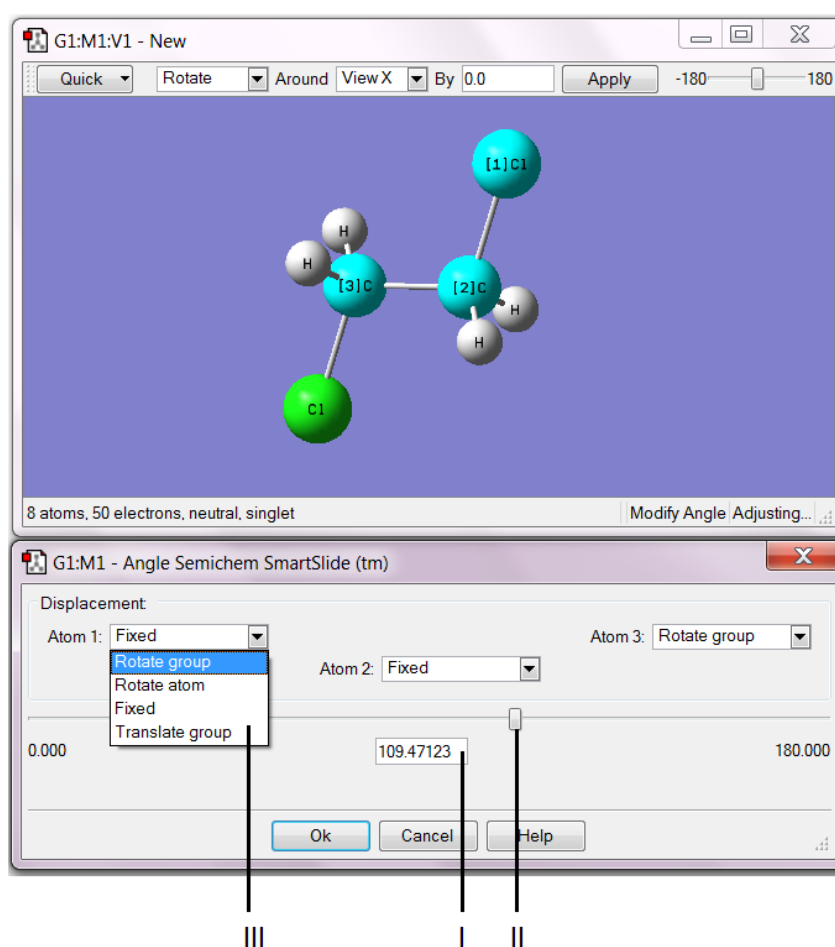 G1:M1:V1 - New
Quick Rotate Around View X By 0.0 Apply -180 180
[1]Cl
H
H
[3]C [2]C
H
H
Cl
8 atoms, 50 electrons, neutral, singlet Modify Angle Adjusting...
G1:M1 - Angle Semichem SmartSlide (tm)
Displacement:
Atom 1: Fixed Atom 3: Rotate group
Rotate group
Atom 2: Fixed
Rotate atom
Fixed
Translate group
0.000 109.47123 180.000
Ok Cancel Help
III I II